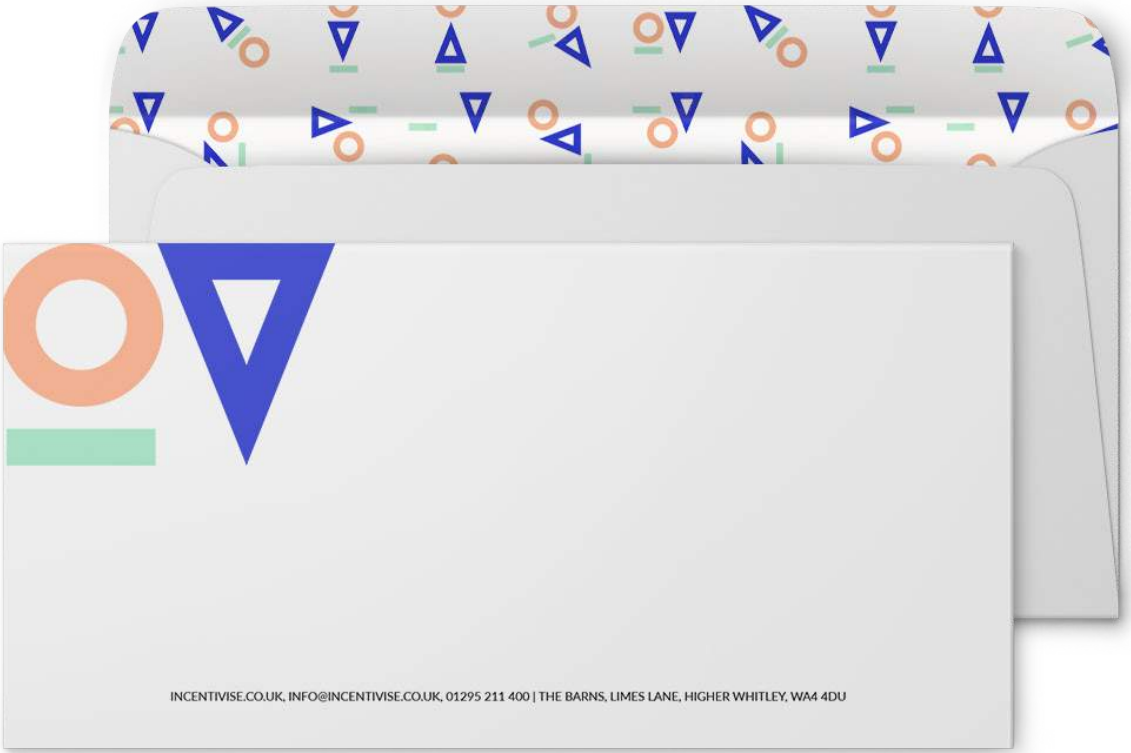 INCENTIVISE.CO.UK, INFO@INCENTIVISE.CO.UK, 01295 211 400 | THE BARNS, LIMES LANE, HIGHER WHITLEY, WA4 4DU